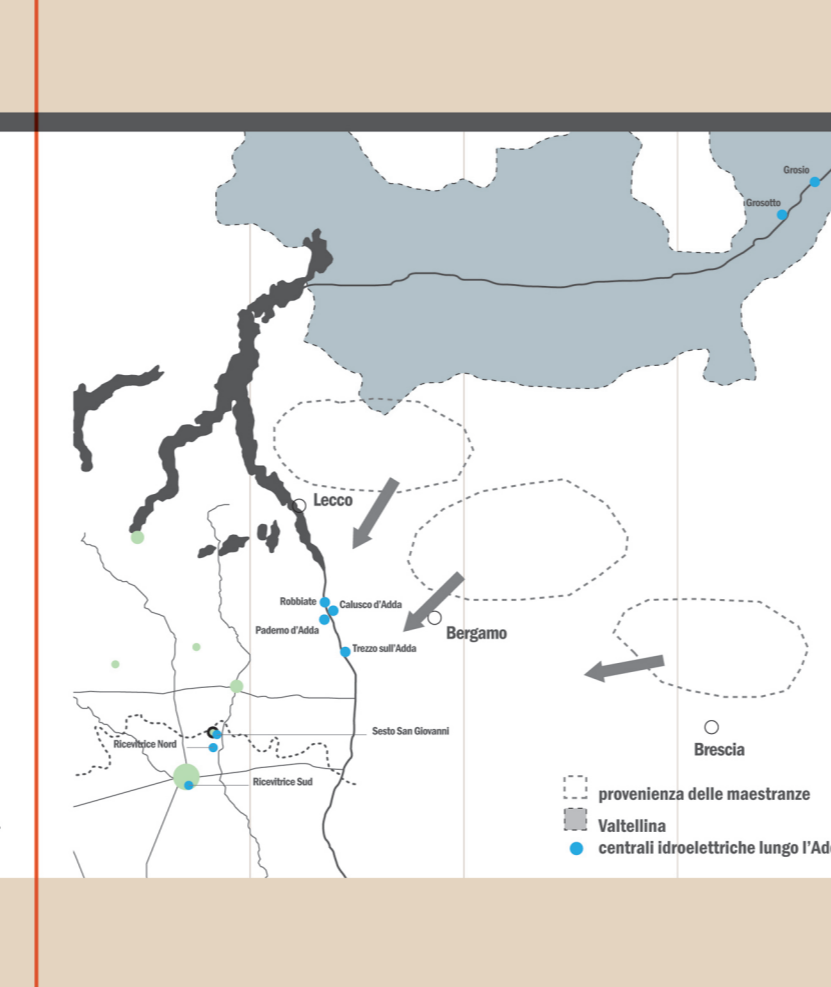 Grosio
Grosotto
Lecco
Robbiate
Calusco d'Adda
Paderno d'Adda
Bergamo
Trezzo sull'Adda
Sesto San Giovanni
Ricevitrice Nord
Brescia
Ricevitrice Sud
provenienza delle maestranze
Valtellina
centrali idroelettriche lungo l'Ad